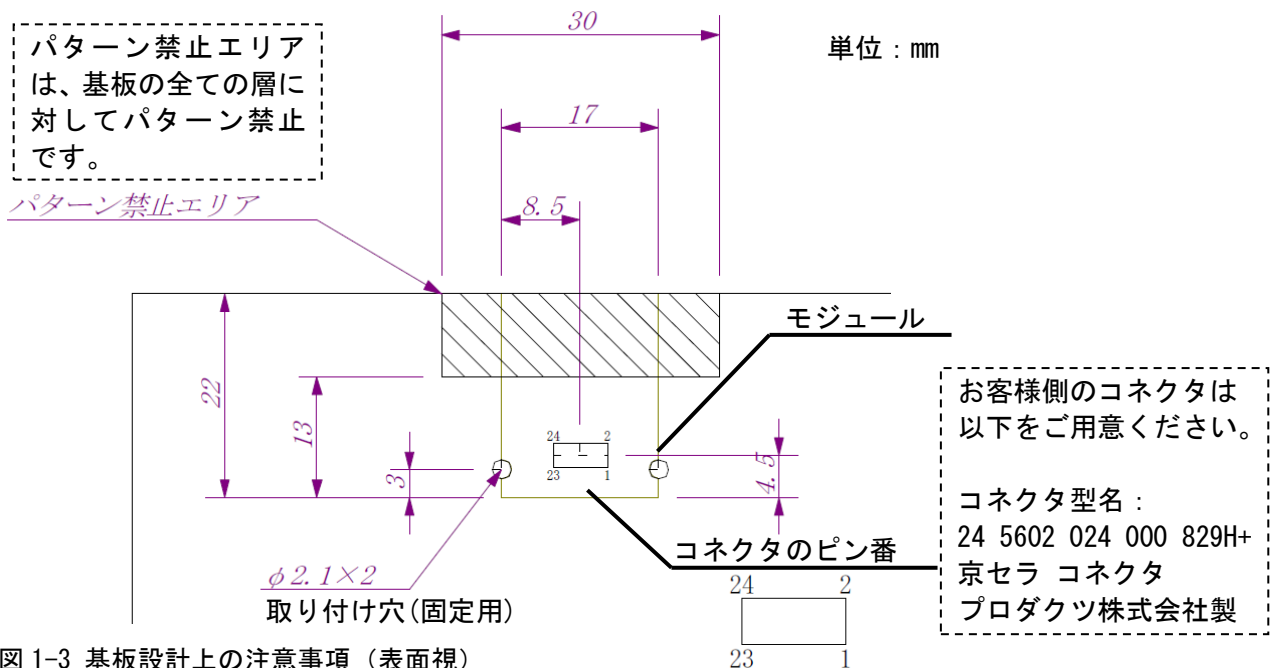 30
単位：mm
パターン禁止エリア
は、基板の全ての層に
対してパターン禁止
です。
17
パターン禁止エリア
8.5
モジュール
22
13
3
24 2
23 1
4.5
お客様側のコネクタは
以下をご用意ください。
コネクタ型名：
24 5602 024 000 829H+
京セラ コネクタ
プロダクツ株式会社製
コネクタのピン番
24 2
23 1
φ2.1×2
取り付け穴(固定用)
図 1-3 基板設計上の注意事項（表面視）